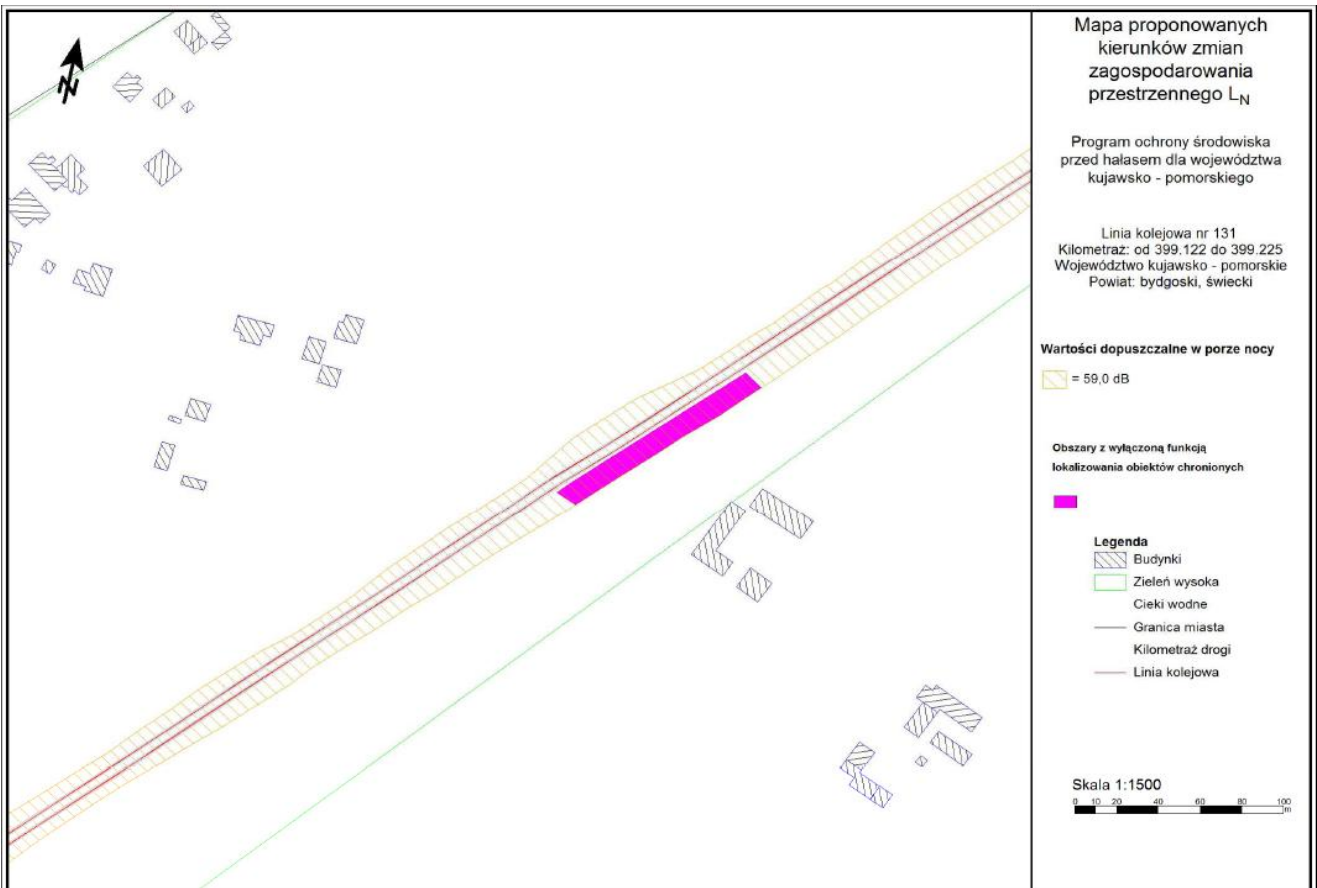 Mapa proponowanych
kierunków zmian
zagospodarowania
przestrzennego LN
Program ochrony środowiska
przed hałasem dla województwa
kujawsko - pomorskiego
Linia kolejowa nr 131
Kilometraż: od 399.122 do 399.225
Województwo kujawsko - pomorskie
Powiat: bydgoski, świecki
Wartości dopuszczalne w porze nocy
= 59,0 dB
Obszary z wyłączoną funkcją
lokalizowania obiektów chronionych
Legenda
Budynki
Zieleń wysoka
Cieki wodne
Granica miasta
Kilometraż drogi
Linia kolejowa
Skala 1:1500
0 10 20 40 60 80 100
m
N